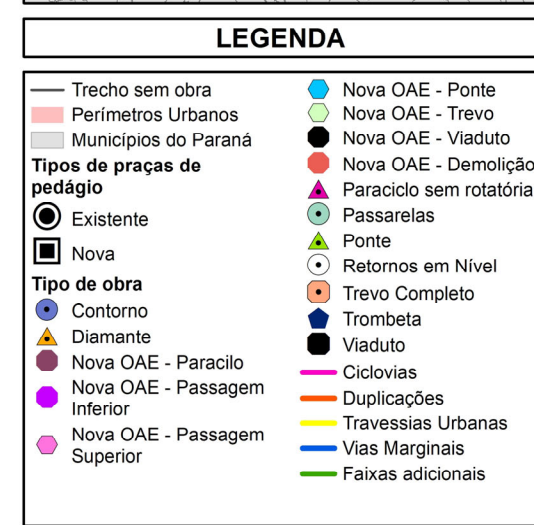 LEGENDA
Trecho sem obra
Perímetros Urbanos
Municípios do Paraná
Tipos de praças de
pedágio
Existente
Nova
Tipo de obra
Contorno
Diamante
Nova OAE - Paracilo
Nova OAE - Passagem
Inferior
Nova OAE - Passagem
Superior
Nova OAE - Ponte
Nova OAE - Trevo
Nova OAE - Viaduto
Nova OAE - Demolição
Paraciclo sem rotatória
Passarelas
Ponte
Retornos em Nível
Trevo Completo
Trombeta
Viaduto
Ciclovias
Duplicações
Travessias Urbanas
Vias Marginais
Faixas adicionais